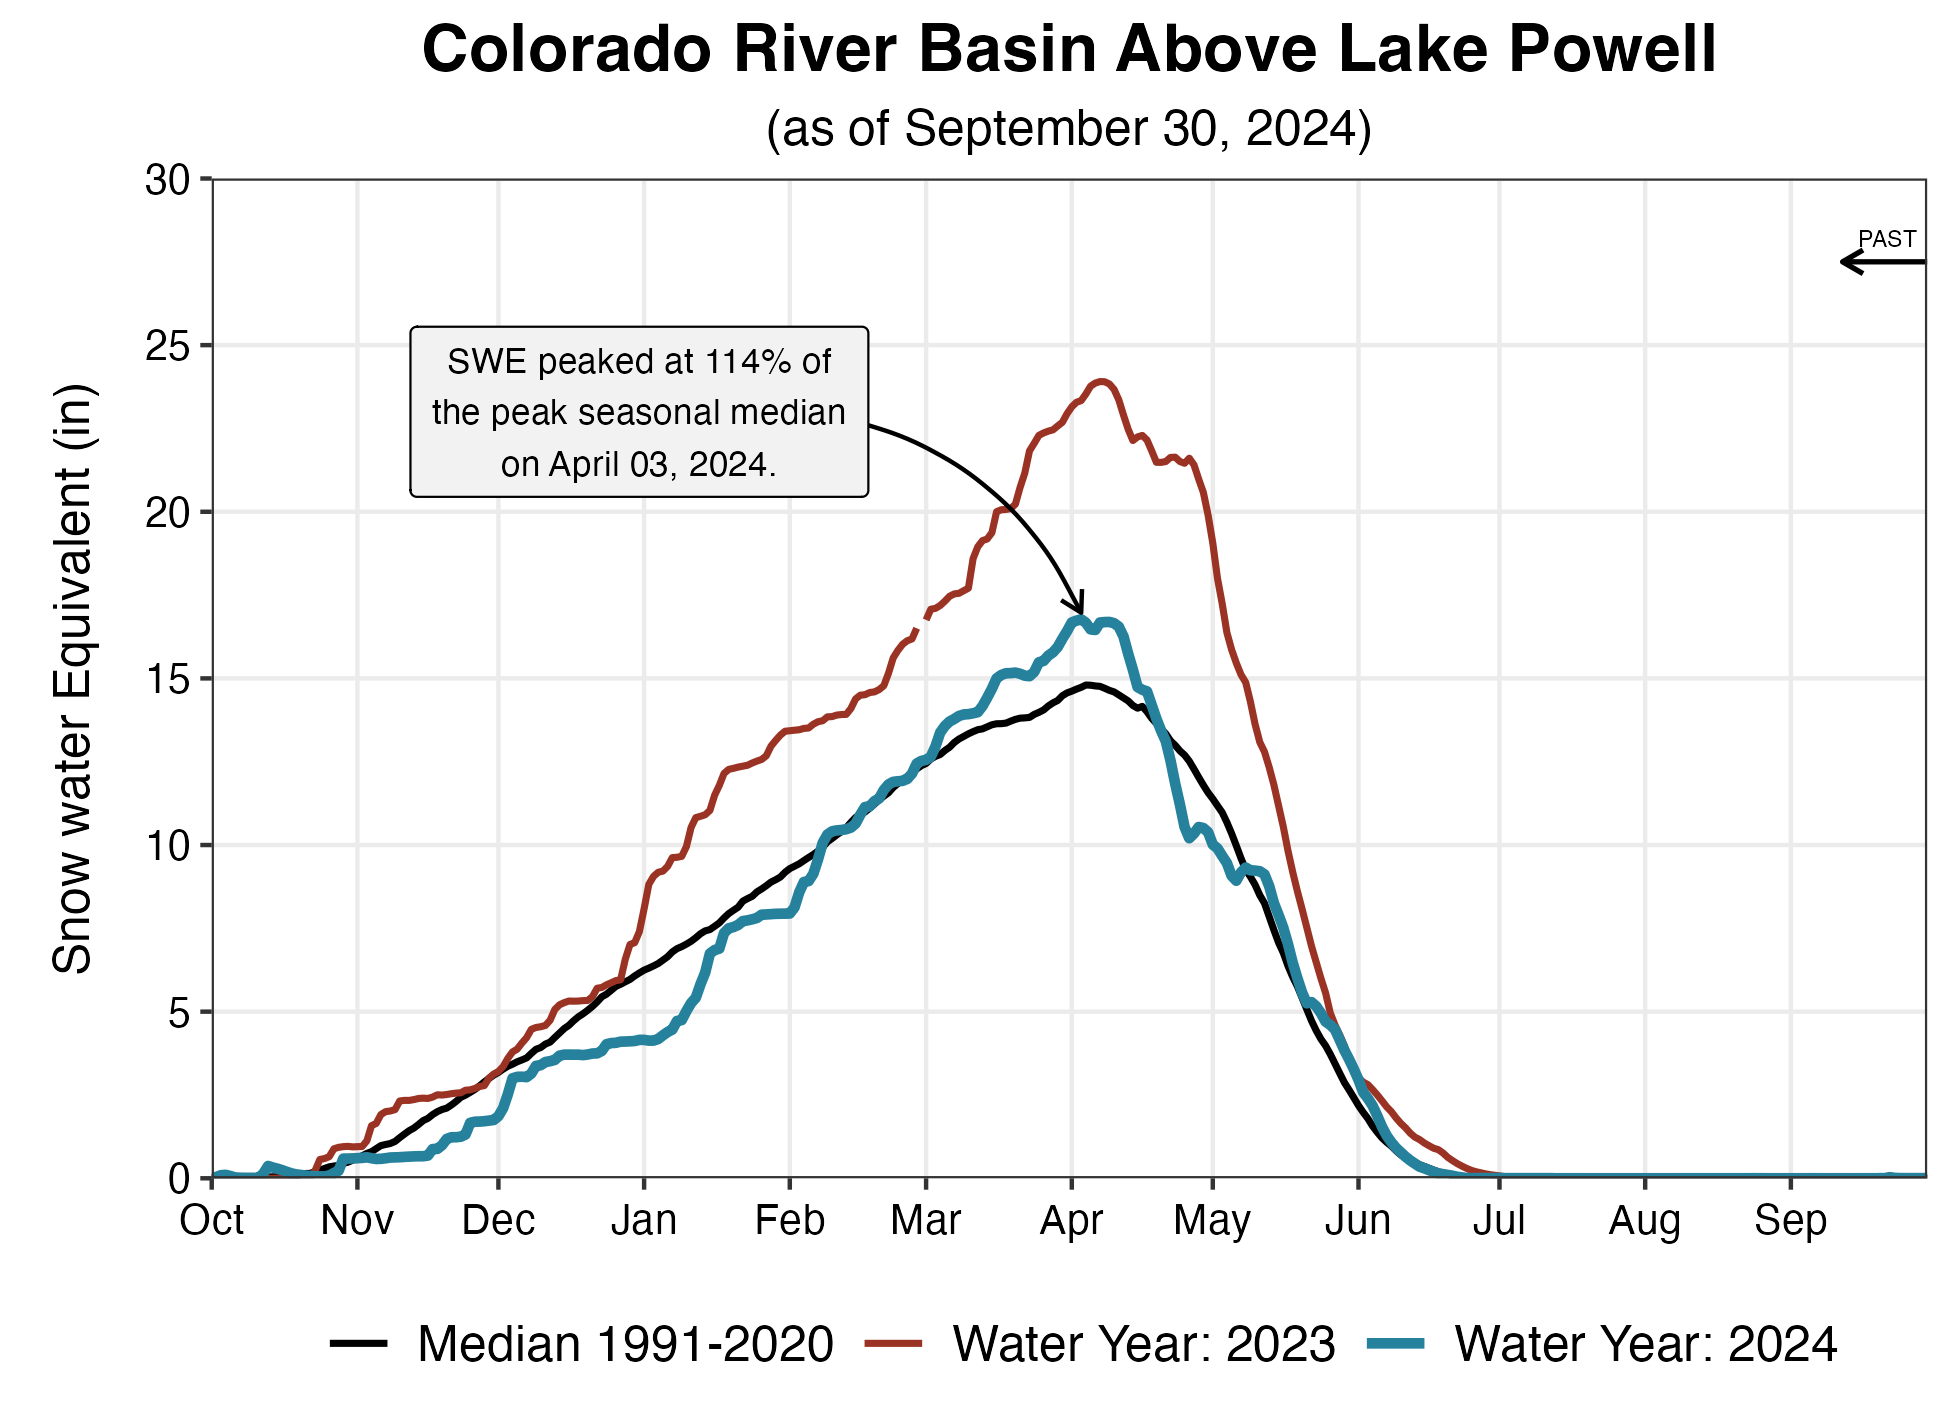 Colorado River Basin Above Lake Powell
(as of September 30, 2024)
Snow water Equivalent (in)
30
25
20
15
10
5
0
PAST
SWE peaked at 114% of
the peak seasonal median
on April 03, 2024.
Oct Nov Dec Jan Feb Mar Apr May Jun Jul Aug Sep
Median 1991-2020 Water Year: 2023 Water Year: 2024